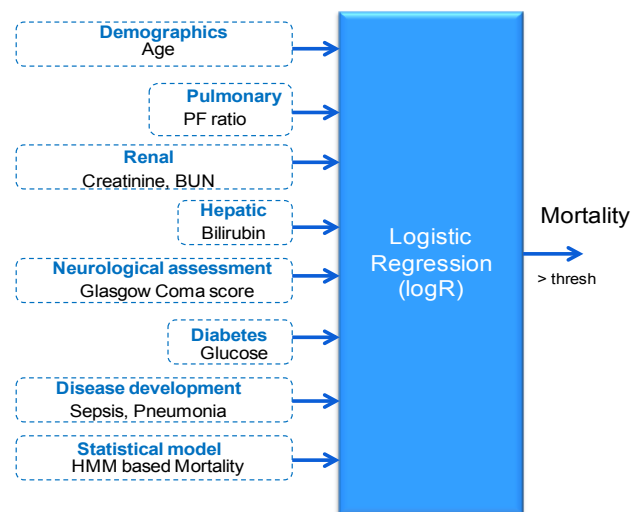 Demographics
Age
Pulmonary
PF ratio
Renal
Creatinine, BUN
Hepatic
Bilirubin
Neurological assessment
Glasgow Coma score
Diabetes
Glucose
Disease development
Sepsis, Pneumonia
Statistical model
HMM based Mortality
Logistic
Regression
(logR)
Mortality
> thresh